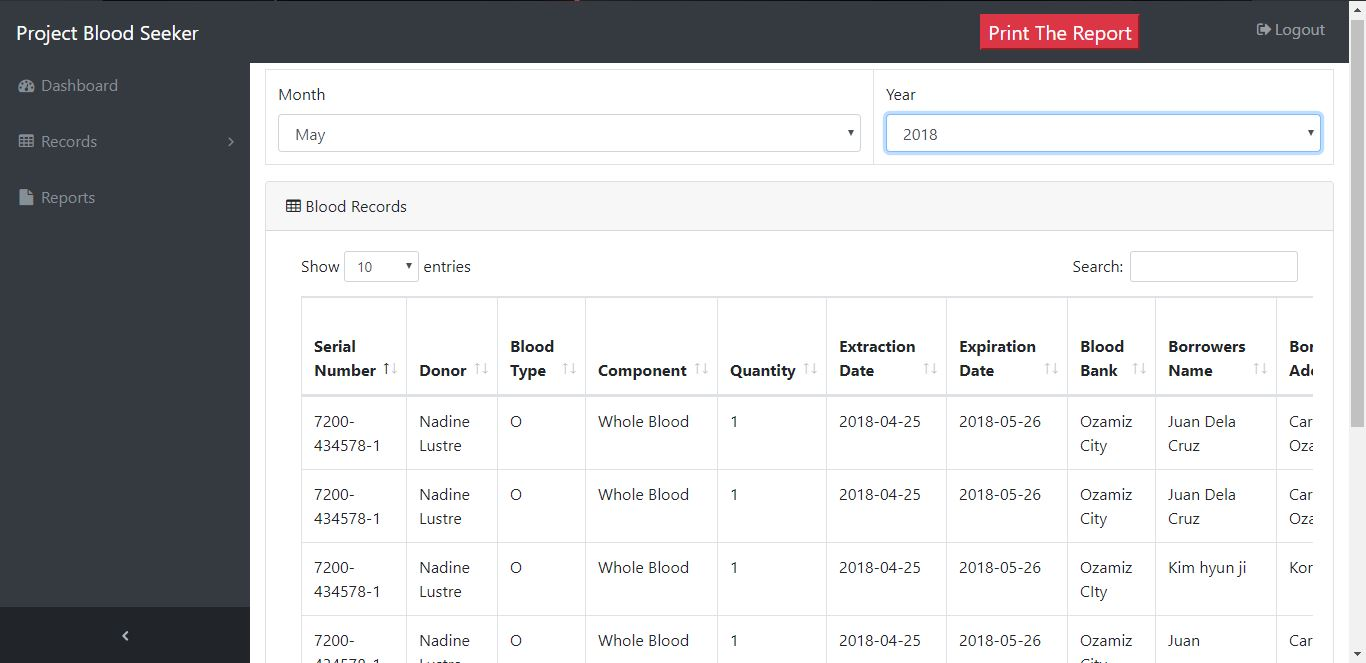 Project Blood Seeker
Print The Report
Logout
Dashboard
Records
Reports
Month
Year
May
2018
Blood Records
Show 10 entries
Search:
Serial Number Donor Blood Type Component Quantity Extraction Date Expiration Date Blood Bank Borrowers Name
7200-434578-1 Nadine Lustre O Whole Blood 1 2018-04-25 2018-05-26 Ozamiz City Juan Dela Cruz
7200-434578-1 Nadine Lustre O Whole Blood 1 2018-04-25 2018-05-26 Ozamiz City Juan Dela Cruz
7200-434578-1 Nadine Lustre O Whole Blood 1 2018-04-25 2018-05-26 Ozamiz CIty Kim hyun ji
7200- Nadine O Whole Blood 1 2018-04-25 2018-05-26 Ozamiz Juan